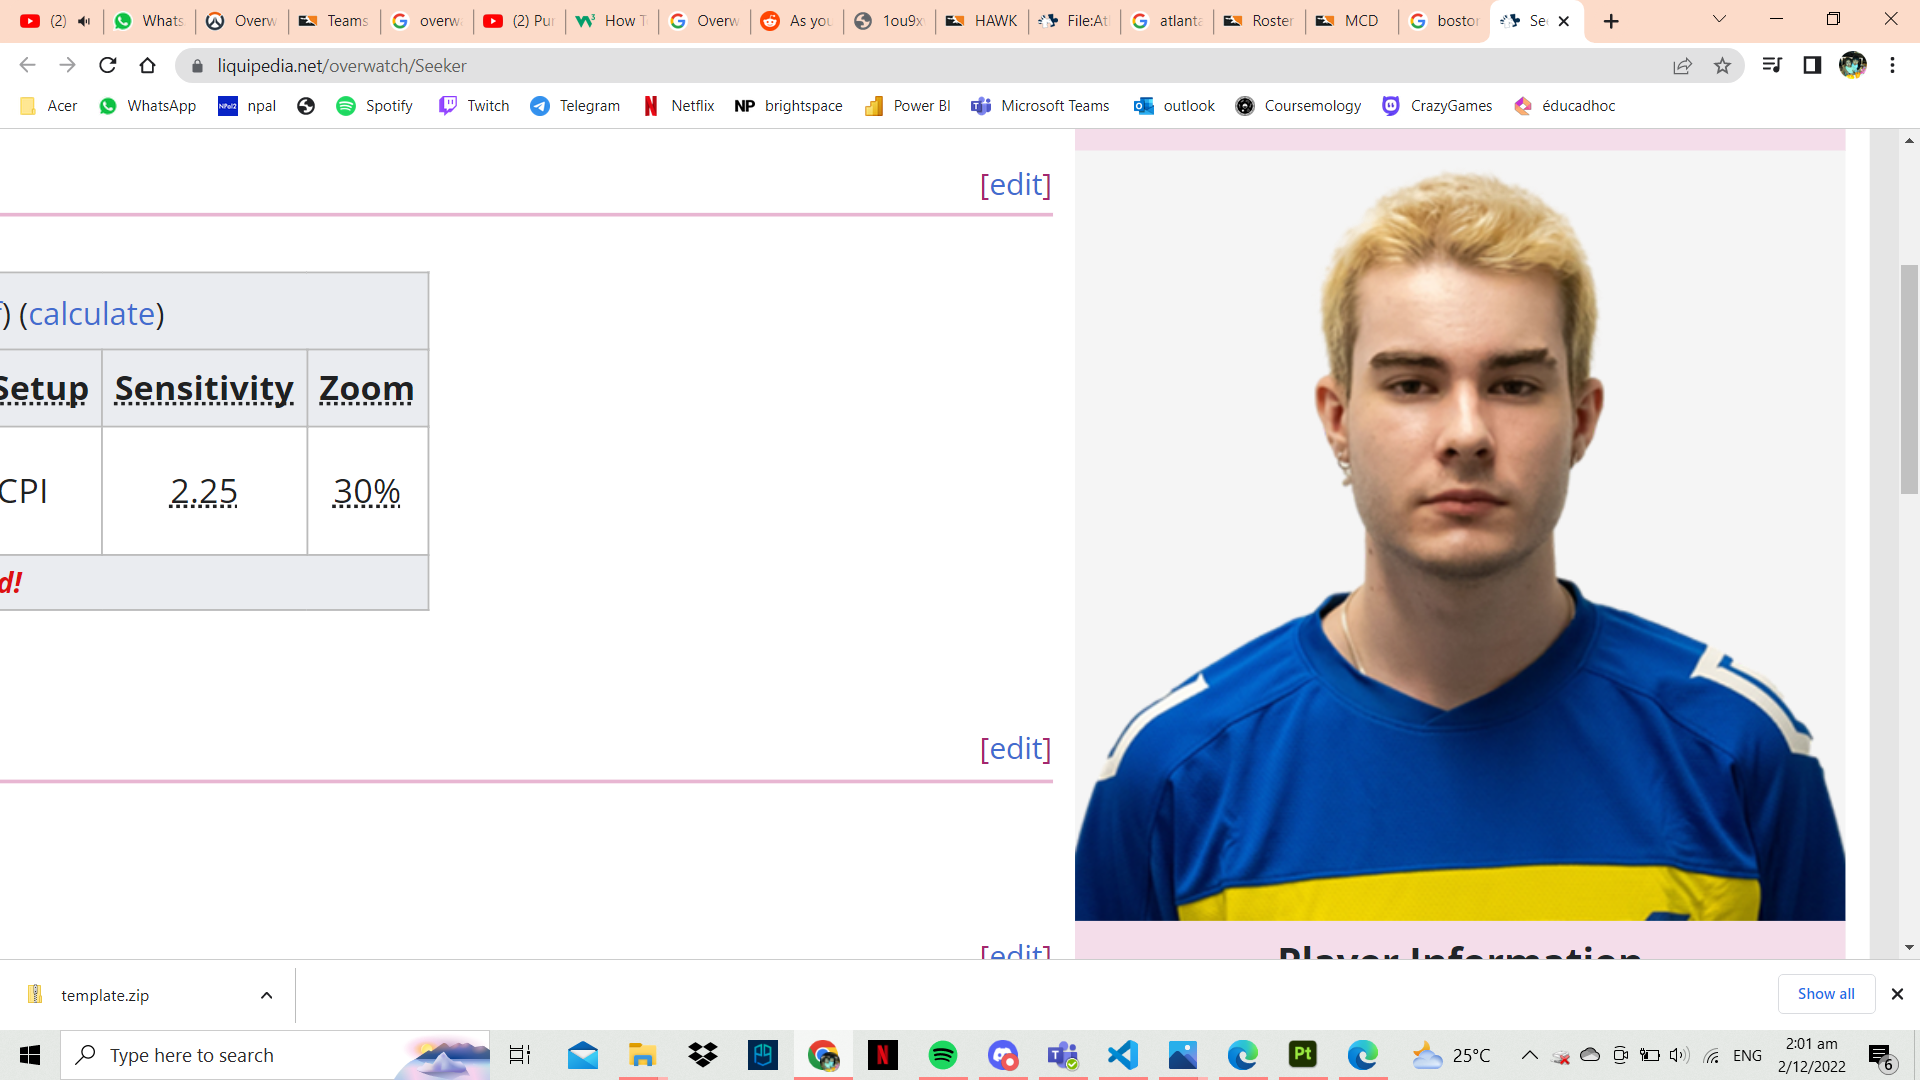 (2)
Whats
Overw
Teams
overw
(2) Pur
How T
Overw
As you
1ou9x
HAWK
File:At
atlanta
Roster
MCD
bostor
See
liquipedia.net/overwatch/Seeker
Acer
WhatsApp
npal
Spotify
Twitch
Telegram
Netflix
NP brightspace
Power BI
Microsoft Teams
outlook
Coursemology
CrazyGames
éducadhoc
[edit]
) (calculate)
Setup Sensitivity Zoom
CPI 2.25 30%
d!
[edit]
[edit]
Player Information
template.zip
Show all
Type here to search
25°C
ENG
2:01 am
2/12/2022
6